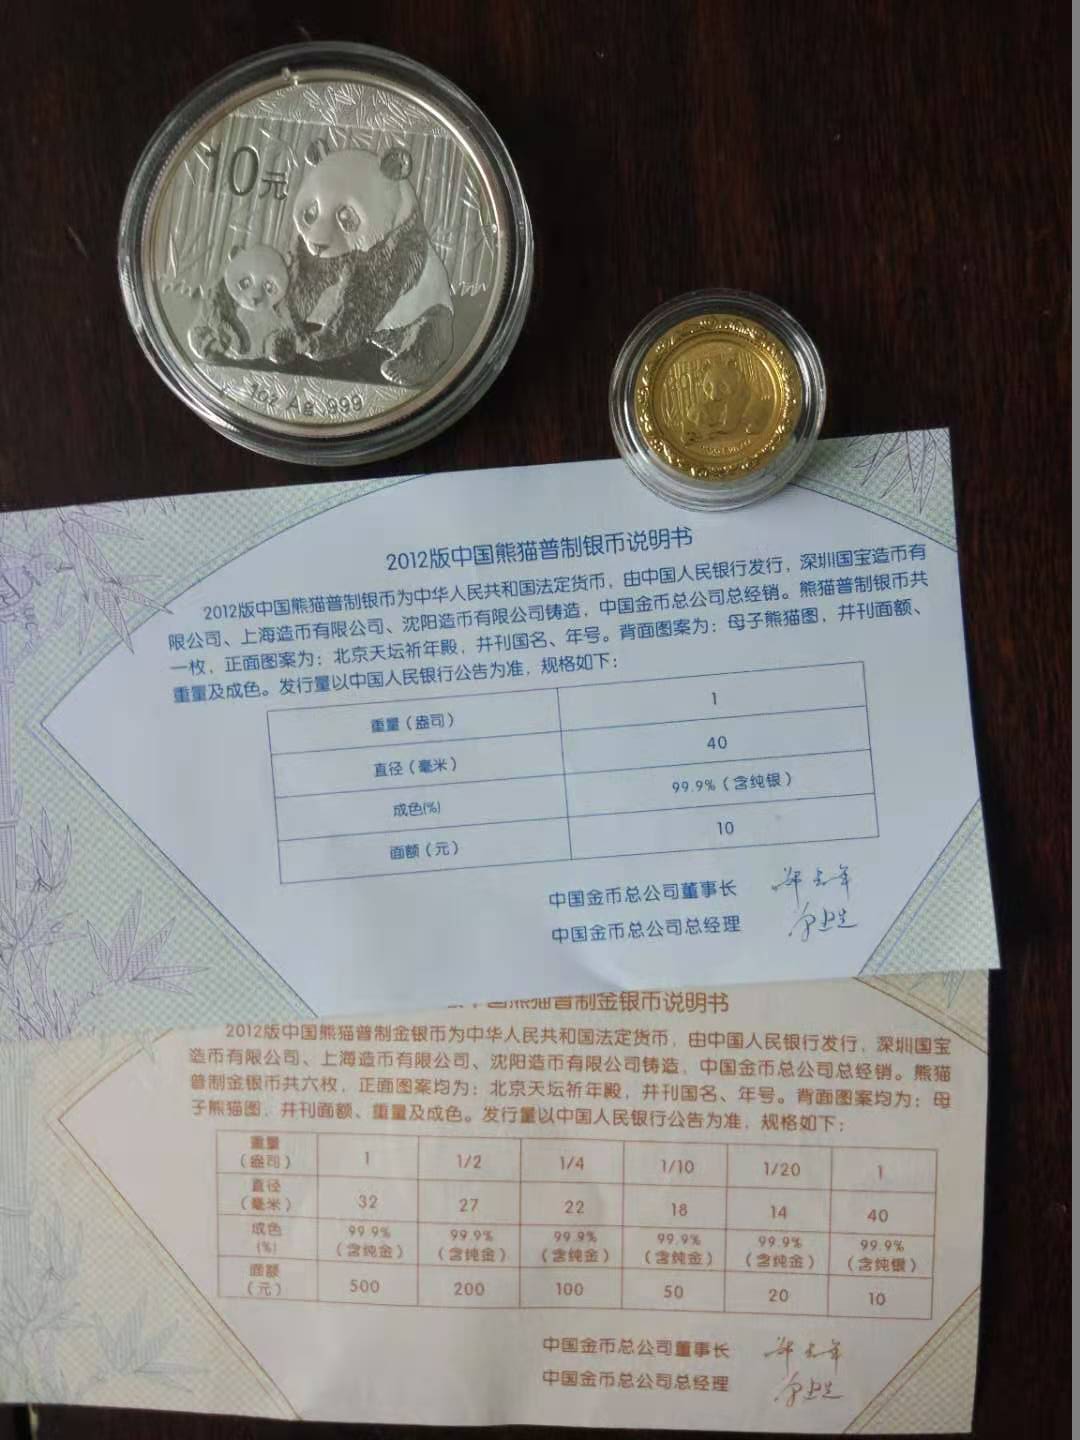 10元
1oz Ag .999
2012版中国熊猫普制银币说明书
2012版中国熊猫普制银币为中华人民共和国法定货币，由中国人民银行发行，深圳国宝造币有
限公司、上海造币有限公司、沈阳造币有限公司铸造，中国金币总公司总经销。熊猫普制银币共
一枚，正面图案为：北京天坛祈年殿，并刊国名、年号。背面图案为：母子熊猫图，并刊面额、
重量及成色。发行量以中国人民银行公告为准，规格如下：
重量（盎司） 1
直径（毫米） 40
成色(%) 99.9%（含纯银）
面额（元） 10
中国金币总公司董事长
中国金币总公司总经理
中国熊猫普制金银币说明书
2012版中国熊猫普制金银币为中华人民共和国法定货币，由中国人民银行发行，深圳国宝
造币有限公司、上海造币有限公司、沈阳造币有限公司铸造，中国金币总公司总经销。熊猫
普制金银币共六枚，正面图案均为：北京天坛祈年殿，并刊国名、年号。背面图案均为：母
子熊猫图，并刊面额、重量及成色。发行量以中国人民银行公告为准，规格如下：
重量（盎司） 1 1/2 1/4 1/10 1/20 1
直径（毫米） 32 27 22 18 14 40
成色(%) 99.9%（含纯金） 99.9%（含纯金） 99.9%（含纯金） 99.9%（含纯金） 99.9%（含纯金） 99.9%（含纯银）
面额（元） 500 200 100 50 20 10
中国金币总公司董事长
中国金币总公司总经理